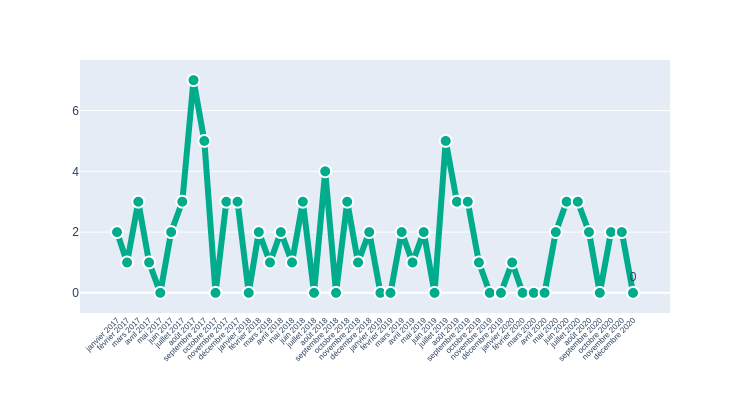 6
4
2
0
0
janvier 2017
février 2017
mars 2017
avril 2017
mai 2017
juin 2017
juillet 2017
août 2017
septembre 2017
octobre 2017
novembre 2017
décembre 2017
janvier 2018
février 2018
mars 2018
avril 2018
mai 2018
juin 2018
juillet 2018
août 2018
septembre 2018
octobre 2018
novembre 2018
décembre 2018
janvier 2019
février 2019
mars 2019
avril 2019
mai 2019
juin 2019
juillet 2019
août 2019
septembre 2019
octobre 2019
novembre 2019
décembre 2019
janvier 2020
février 2020
mars 2020
avril 2020
mai 2020
juin 2020
juillet 2020
août 2020
septembre 2020
octobre 2020
novembre 2020
décembre 2020